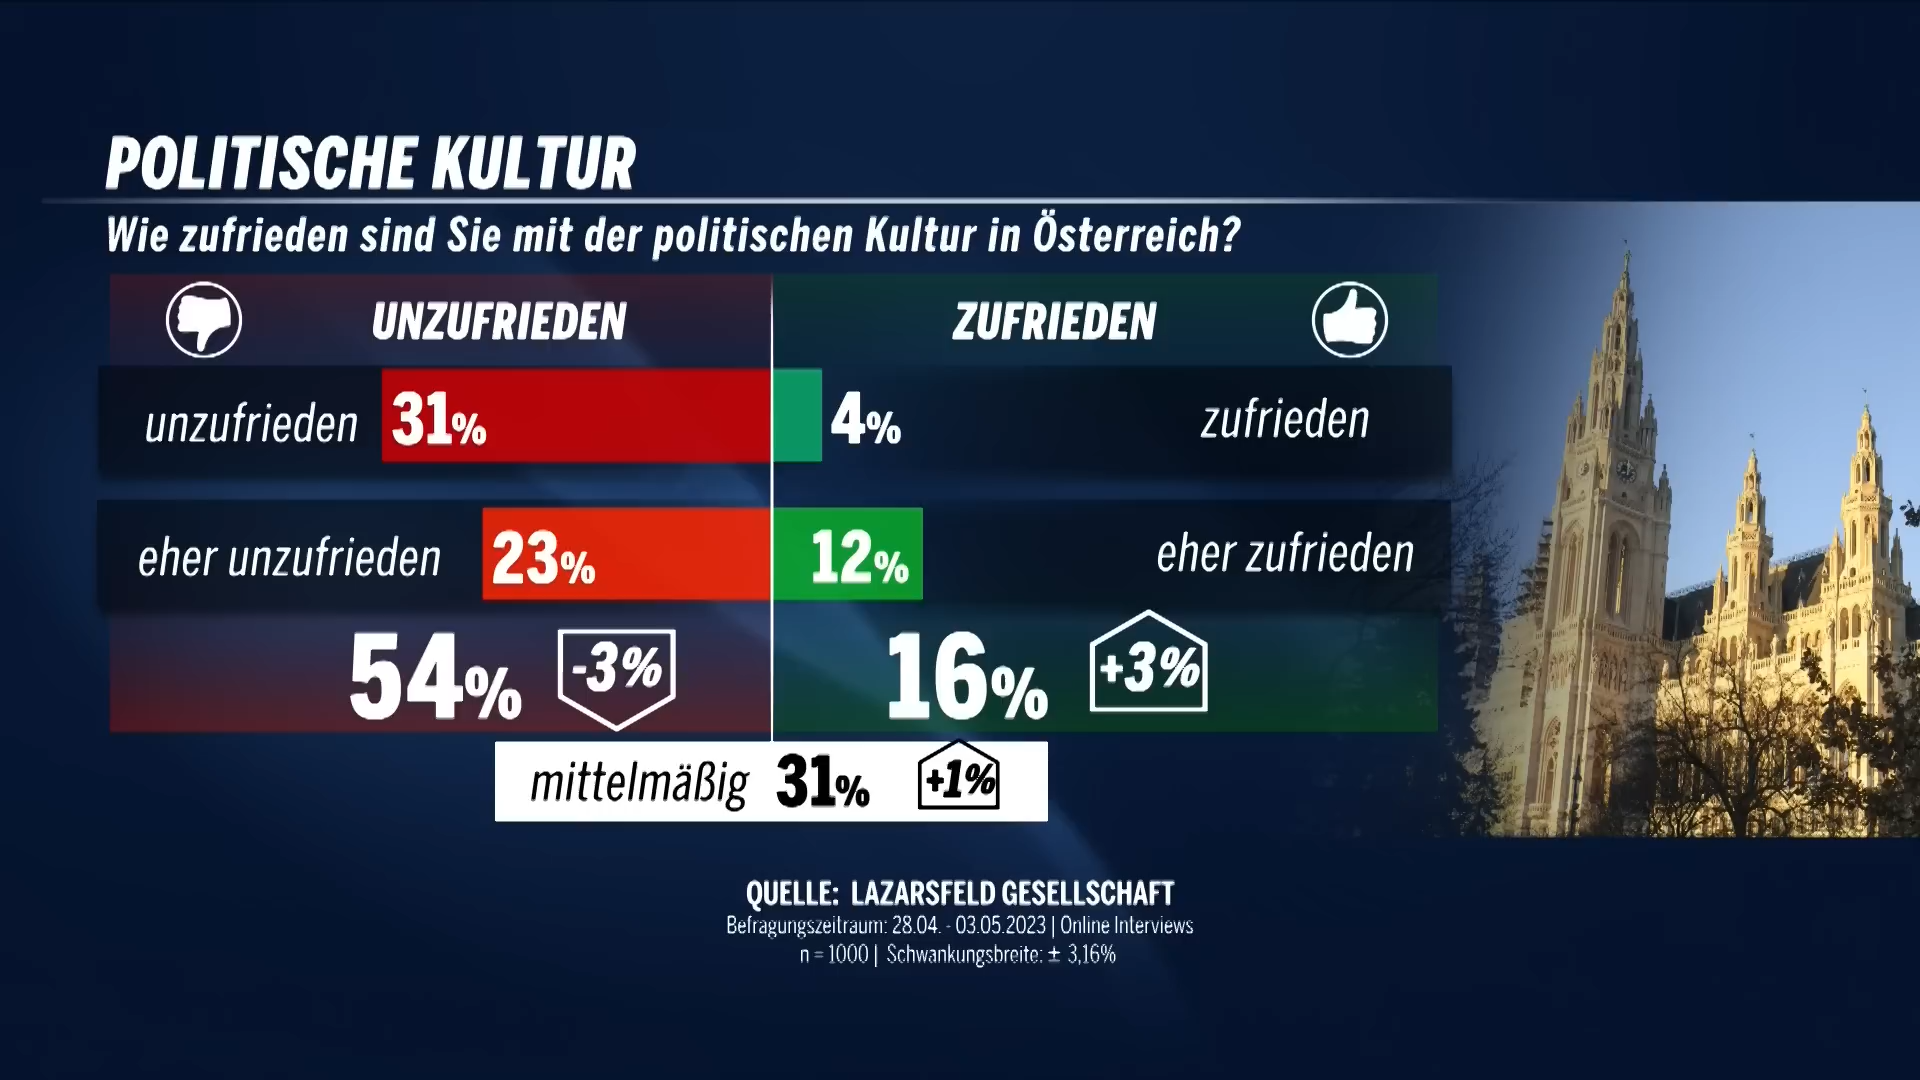 POLITISCHE KULTUR
Wie zufrieden sind Sie mit der politischen Kultur in Österreich?
UNZUFRIEDEN ZUFRIEDEN
unzufrieden 31% 4% zufrieden
eher unzufrieden 23% 12% eher zufrieden
54% -3% 16% +3%
mittelmäßig 31% +1%
QUELLE: LAZARSFELD GESELLSCHAFT
Befragungszeitraum: 28.04. - 03.05.2023 | Online Interviews
n = 1000 | Schwankungsbreite: ± 3,16%